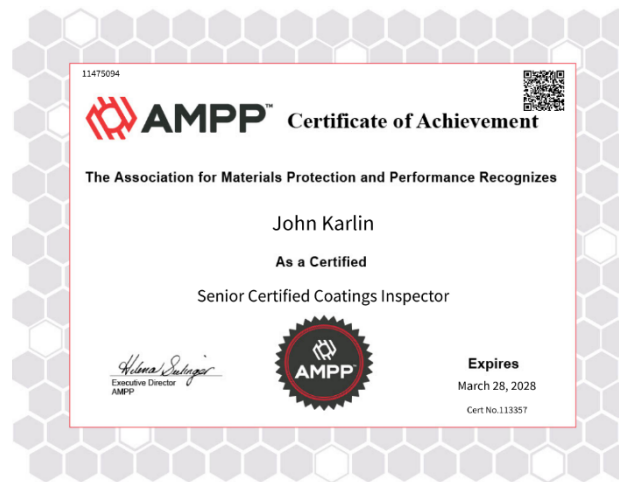 11475094
AMPP™ Certificate of Achievement
The Association for Materials Protection and Performance Recognizes
John Karlin
As a Certified
Senior Certified Coatings Inspector
AMPP
Executive Director
AMPP
Expires
March 28, 2028
Cert No.113357